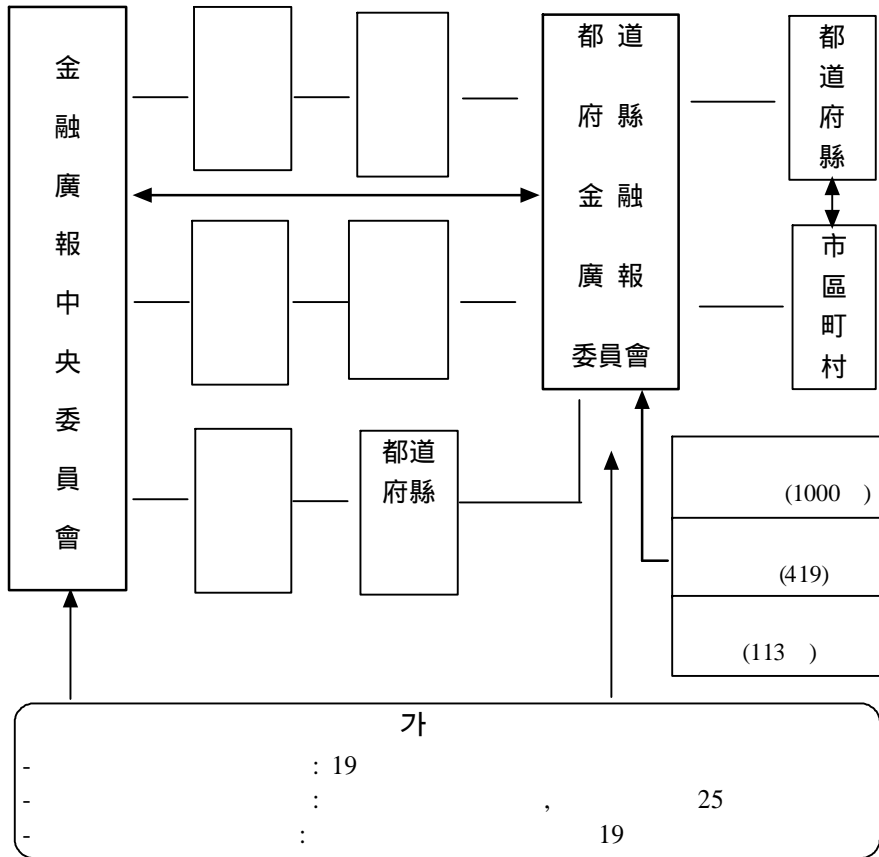 金融廣報中央委員會
都道
府縣
金融
廣報
委員會
都道府縣
市區町村
都道
府縣
(1000 )
(419)
(113 )
가
- : 19
- : , 25
- : 19